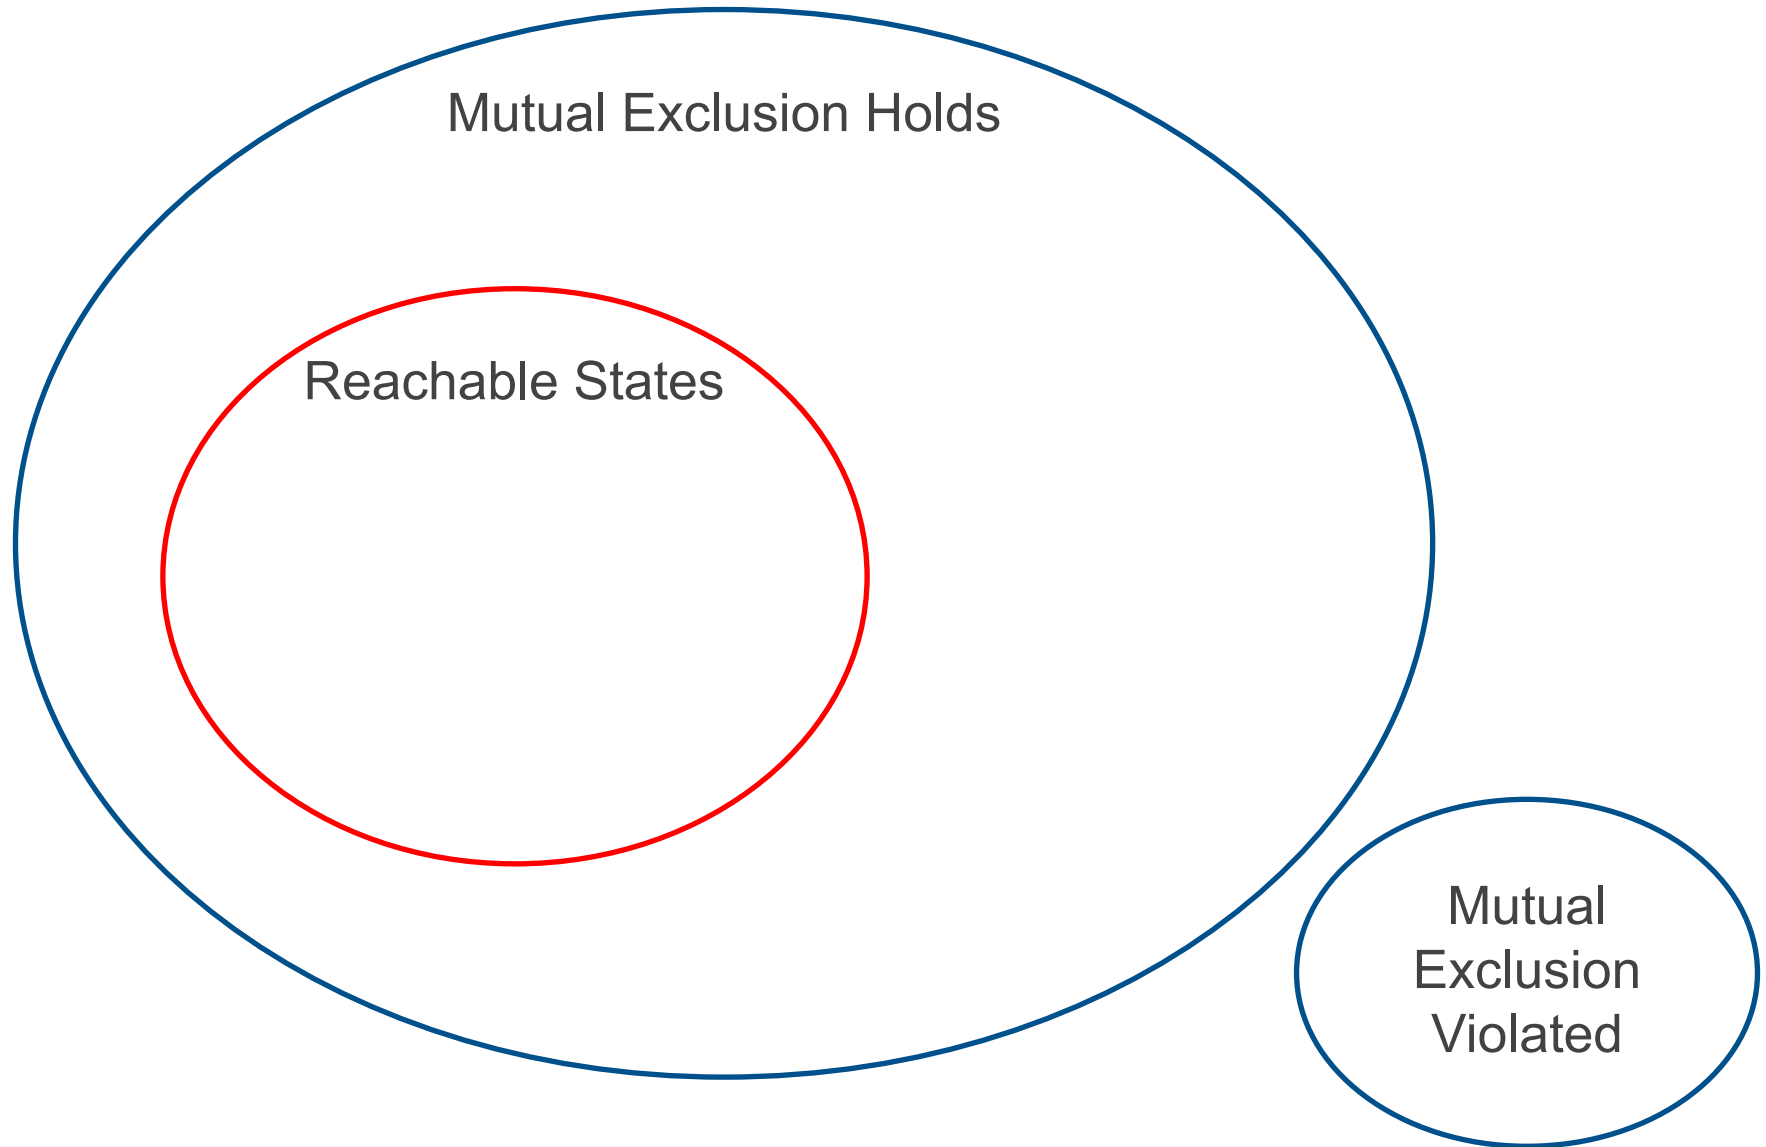 Mutual Exclusion Holds
Reachable States
Mutual
Exclusion
Violated